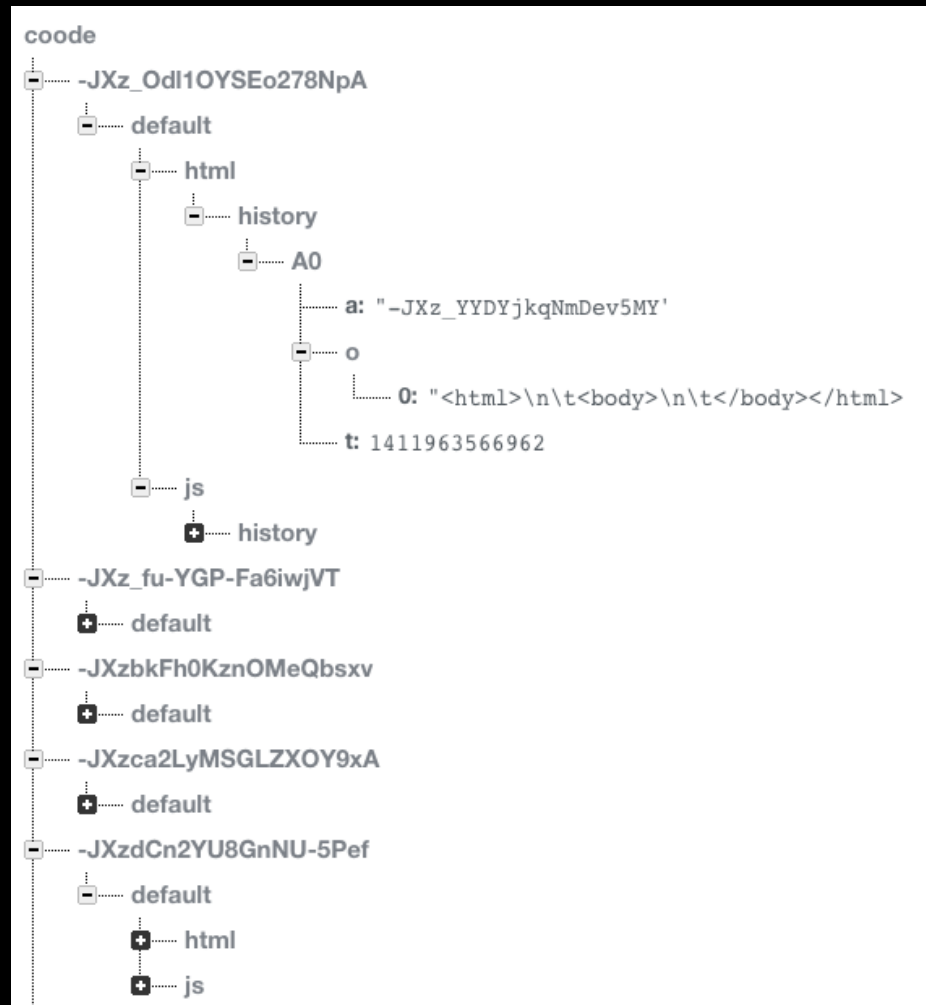 coode
-JXz_Odl1OYSEo278NpA
default
html
history
A0
a: "-JXz_YYDYjkqNmDev5MY'
o
0: "<html>\n\t<body>\n\t</body></html>
t: 1411963566962
js
history
-JXz_fu-YGP-Fa6iwjVT
default
-JXzbkFh0KznOMeQbsxv
default
-JXzca2LyMSGLZXOY9xA
default
-JXzdCn2YU8GnNU-5Pef
default
html
js